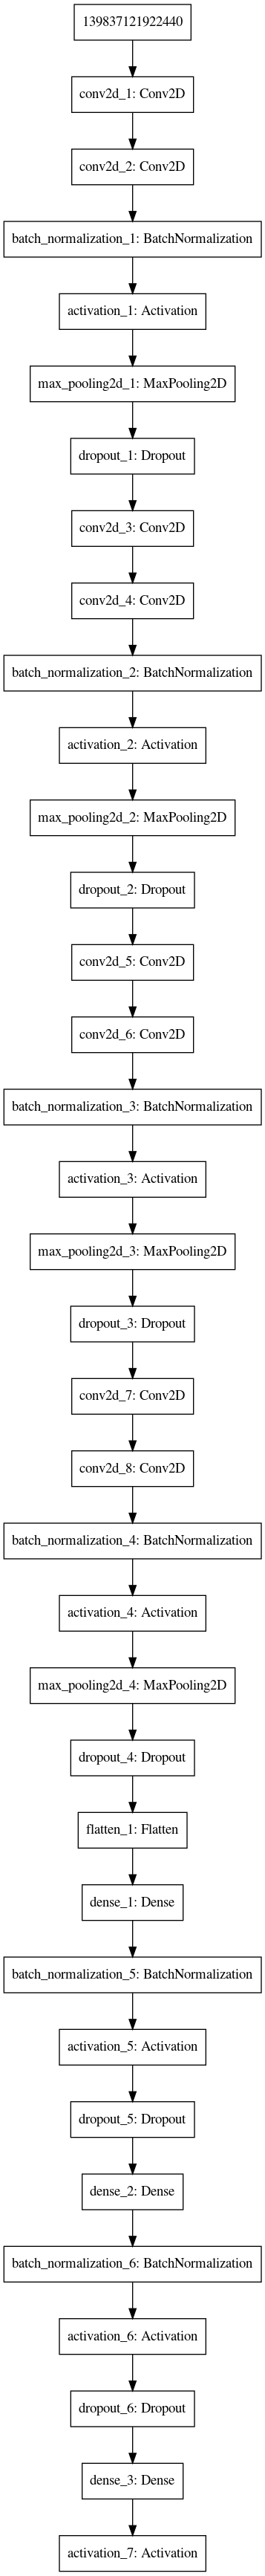 139837121922440
conv2d_1: Conv2D
conv2d_2: Conv2D
batch_normalization_1: BatchNormalization
activation_1: Activation
max_pooling2d_1: MaxPooling2D
dropout_1: Dropout
conv2d_3: Conv2D
conv2d_4: Conv2D
batch_normalization_2: BatchNormalization
activation_2: Activation
max_pooling2d_2: MaxPooling2D
dropout_2: Dropout
conv2d_5: Conv2D
conv2d_6: Conv2D
batch_normalization_3: BatchNormalization
activation_3: Activation
max_pooling2d_3: MaxPooling2D
dropout_3: Dropout
conv2d_7: Conv2D
conv2d_8: Conv2D
batch_normalization_4: BatchNormalization
activation_4: Activation
max_pooling2d_4: MaxPooling2D
dropout_4: Dropout
flatten_1: Flatten
dense_1: Dense
batch_normalization_5: BatchNormalization
activation_5: Activation
dropout_5: Dropout
dense_2: Dense
batch_normalization_6: BatchNormalization
activation_6: Activation
dropout_6: Dropout
dense_3: Dense
activation_7: Activation